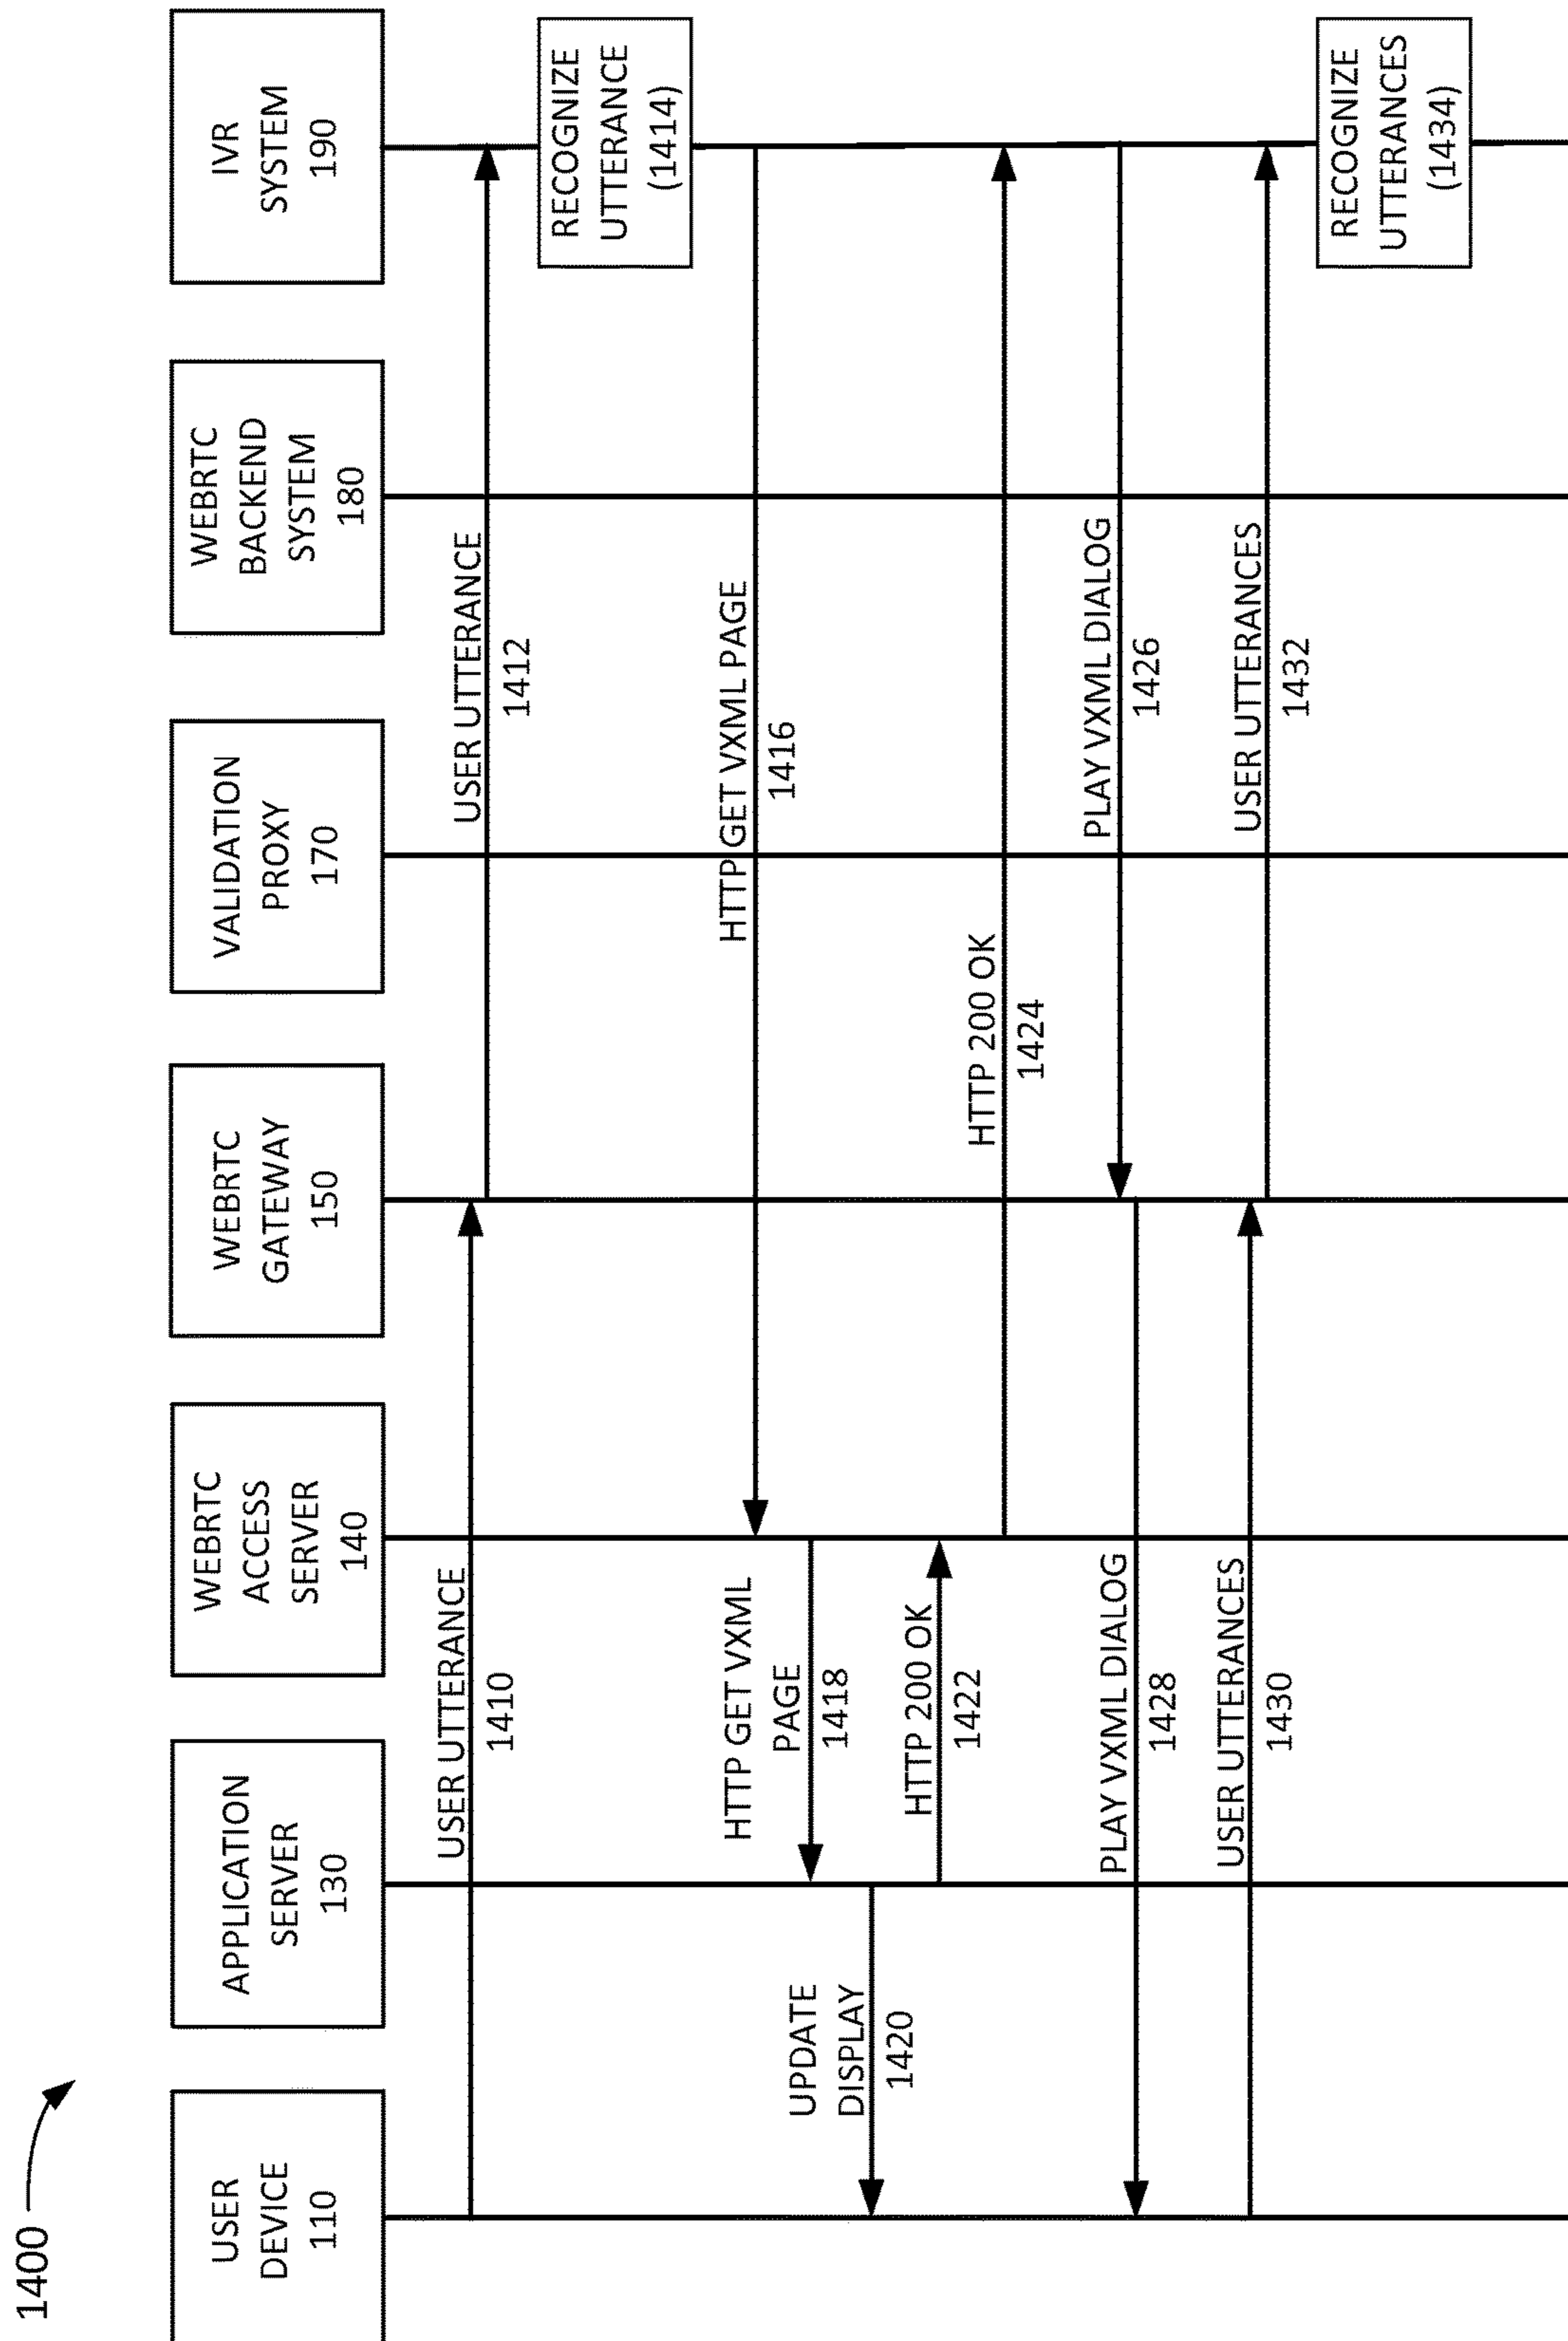 1400
USER
DEVICE
110
APPLICATION
SERVER
130
WEBRTC
ACCESS
SERVER
140
WEBRTC
GATEWAY
150
VALIDATION
PROXY
170
WEBRTC
BACKEND
SYSTEM
180
IVR
SYSTEM
190
USER UTTERANCE
1410
USER UTTERANCE
1412
RECOGNIZE
UTTERANCE
(1414)
HTTP GET VXML PAGE
1416
HTTP GET VXML
PAGE
1418
UPDATE
DISPLAY
1420
HTTP 200 OK
1422
HTTP 200 OK
1424
PLAY VXML DIALOG
1426
PLAY VXML DIALOG
1428
USER UTTERANCES
1430
USER UTTERANCES
1432
RECOGNIZE
UTTERANCES
(1434)